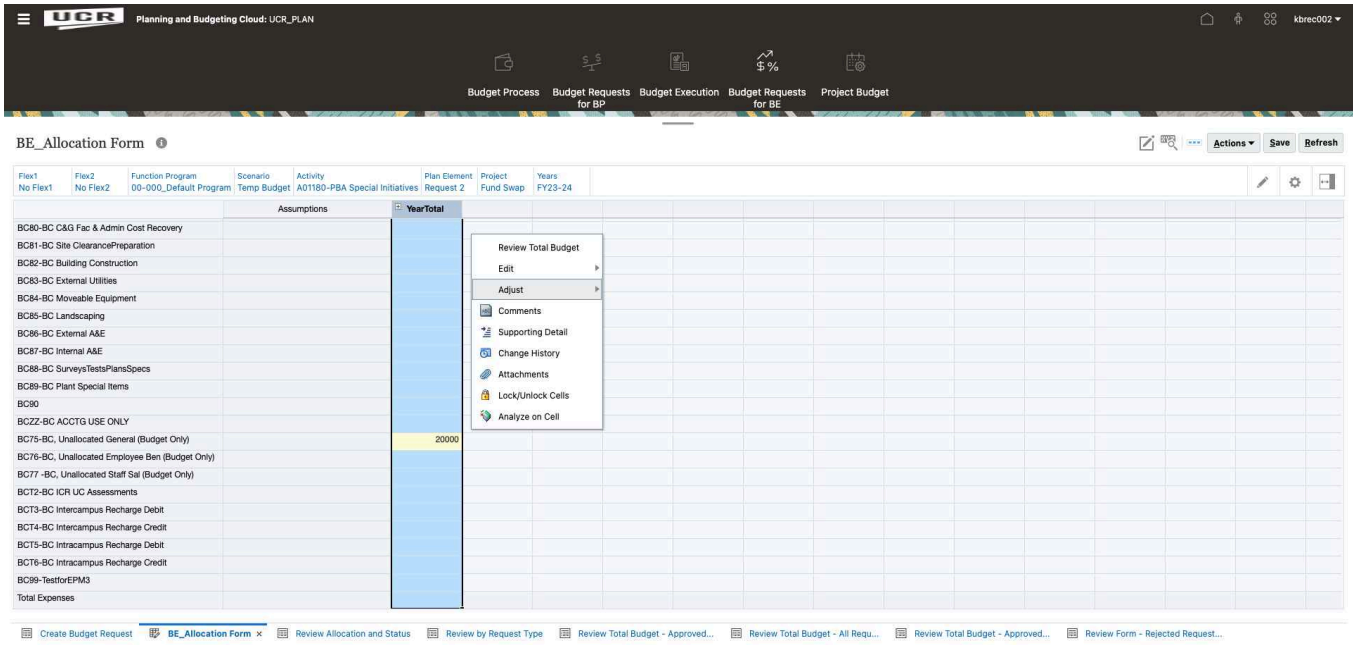 UCR Planning and Budgeting Cloud: UCR_PLAN kbrec002
Budget Process Budget Requests for BP Budget Execution Budget Requests for BE Project Budget
BE_Allocation Form Actions Save Refresh
Flex1 Flex2 Function Program Scenario Activity Plan Element Project Years
No Flex1 No Flex2 00-000_Default Program Temp Budget A01180-PBA Special Initiatives Request 2 Fund Swap FY23-24
Assumptions YearTotal
BC80-BC C&G Fac & Admin Cost Recovery
BC81-BC Site ClearancePreparation
BC82-BC Building Construction
BC83-BC External Utilities
BC84-BC Moveable Equipment
BC85-BC Landscaping
BC86-BC External A&E
BC87-BC Internal A&E
BC88-BC SurveysTestsPlansSpecs
BC89-BC Plant Special Items
BC90
BCZZ-BC ACCTG USE ONLY
BC75-BC, Unallocated General (Budget Only) 20000
BC76-BC, Unallocated Employee Ben (Budget Only)
BC77 -BC, Unallocated Staff Sal (Budget Only)
BCT2-BC ICR UC Assessments
BCT3-BC Intercampus Recharge Debit
BCT4-BC Intercampus Recharge Credit
BCT5-BC Intracampus Recharge Debit
BCT6-BC Intracampus Recharge Credit
BC99-TestforEPM3
Total Expenses
Review Total Budget
Edit
Adjust
Comments
Supporting Detail
Change History
Attachments
Lock/Unlock Cells
Analyze on Cell
Create Budget Request BE_Allocation Form × Review Allocation and Status Review by Request Type Review Total Budget - Approved... Review Total Budget - All Requ... Review Total Budget - Approved... Review Form - Rejected Request...